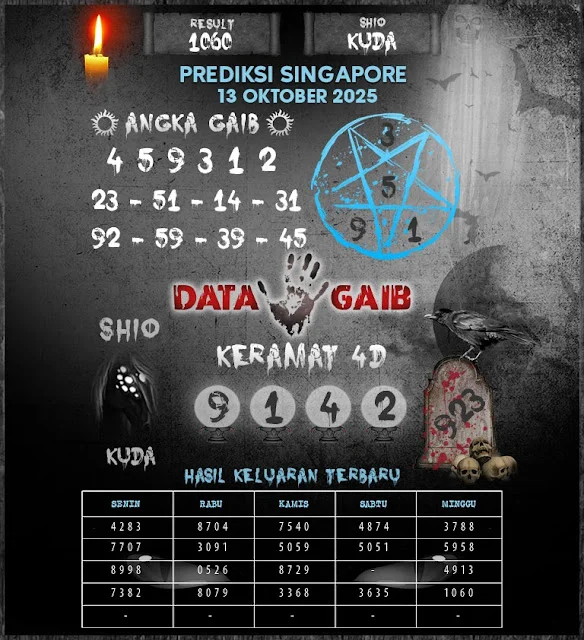 RESULT
1060
SHIO
KUDA
PREDIKSI SINGAPORE
13 OKTOBER 2025
ANGKA GAIB
4 5 9 3 1 2
23 - 51 - 14 - 31
92 - 59 - 39 - 45
3
5
9 1
DATA GAIB
SHIO
KUDA
KERAMAT 4D
9 1 4 2
923
HASIL KELUARAN TERBARU
SENIN RABU KAMIS SABTU MINGGU
4283 8704 7540 4874 3788
7707 3091 5059 5051 5958
8998 0526 8729 - 4913
7382 8079 3368 3635 1060
- - - - -